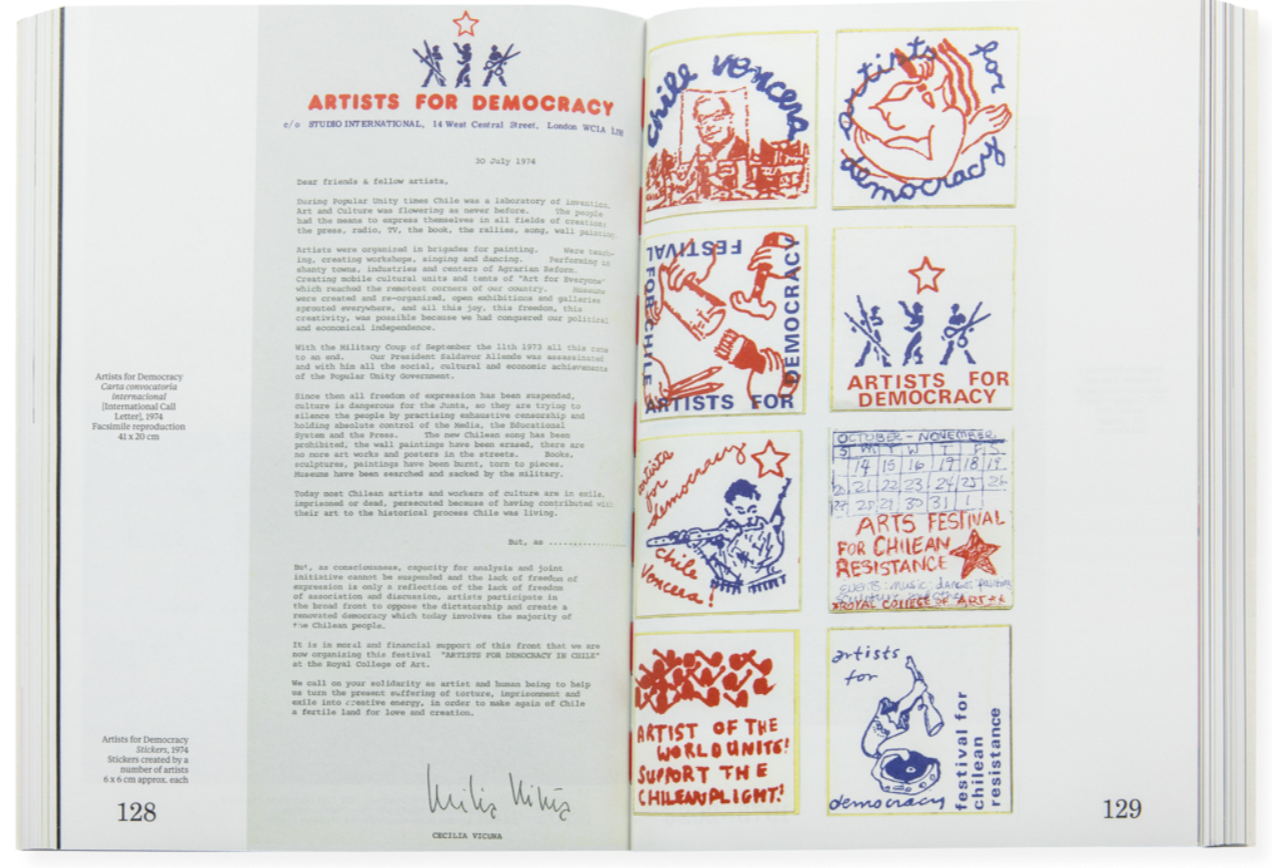 ARTISTS FOR DEMOCRACY
c/o STUDIO INTERNATIONAL, 14 West Central Street, London WC1A 1JH
30 July 1974
Dear friends & fellow artists,
During Popular Unity times Chile was a laboratory of invention.
Art and Culture was flowering as never before. The people
had the means to express themselves in all fields of creation:
the press, radio, TV, the book, the rallies, song, wall painting.
Artists were organized in brigades for painting. Were teach-
ing, creating workshops, singing and dancing. Performing in
shanty towns, industries and centers of Agrarian Reform.
Creating mobile cultural units and tents of "Art for Everyone"
which reached the remotest corners of our country. Museums
were created and re-organized, open exhibitions and galleries
sprouted everywhere, and all this joy, this freedom, this
creativity, was possible because we had conquered our political
and economical independence.
With the Military Coup of September the 11th 1973 all this came
to an end. Our President Saldavor Allende was assassinated
and with him all the social, cultural and economic achievements
of the Popular Unity Government.
Since then all freedom of expression has been suspended,
culture is dangerous for the Junta, so they are trying to
silence the people by practising exhaustive censorship and
holding absolute control of the Media, the Educational
System and the Press. The new Chilean song has been
prohibited, the wall paintings have been erased, there are
no more art works and posters in the streets. Books,
sculptures, paintings have been burnt, torn to pieces.
Museums have been searched and sacked by the military.
Today most Chilean artists and workers of culture are in exile,
imprisoned or dead, persecuted because of having contributed with
their art to the historical process Chile was living.
But, as ................
But, as consciousness, capacity for analysis and joint
initiative cannot be suspended and the lack of freedom of
expression is only a reflection of the lack of freedom
of association and discussion, artists participate in
the broad front to oppose the dictatorship and create a
renovated democracy which today involves the majority of
the Chilean people.
It is in moral and financial support of this front that we are
now organizing this festival "ARTISTS FOR DEMOCRACY IN CHILE"
at the Royal College of Art.
We call on your solidarity as artist and human being to help
us turn the present suffering of torture, imprisonment and
exile into creative energy, in order to make again of Chile
a fertile land for love and creation.
CECILIA VICUNA
Artists for Democracy
Carta convocatoria
internacional
[International Call
Letter], 1974
Facsimile reproduction
41 x 20 cm
Artists for Democracy
Stickers, 1974
Stickers created by a
number of artists
6 x 6 cm approx. each
128
chile vencera
artists for
democracy
FESTIVAL
FOR CHILE
DEMOCRACY
ARTISTS FOR
ARTISTS FOR
DEMOCRACY
artists
for
democracy
chile
vencera!
OCTOBER - NOVEMBER
S M T W T F S
14 15 16 17 18 19
20 21 22 23 24 25 26
29 30 31 1
ARTS FESTIVAL
FOR CHILEAN
RESISTANCE
EVENTS: music: dance:
ROYAL COLLEGE OF ART
ARTIST OF THE
WORLD UNITE!
SUPPORT THE
CHILEAN PLIGHT!
artists
for
democracy
festival for
chilean
resistance
129